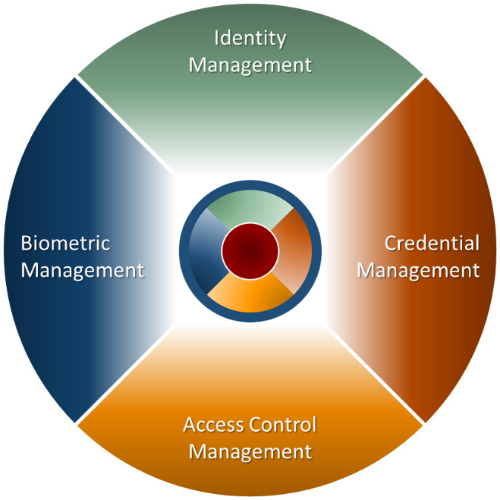 Identity
Management
Biometric
Management
Credential
Management
Access Control
Management